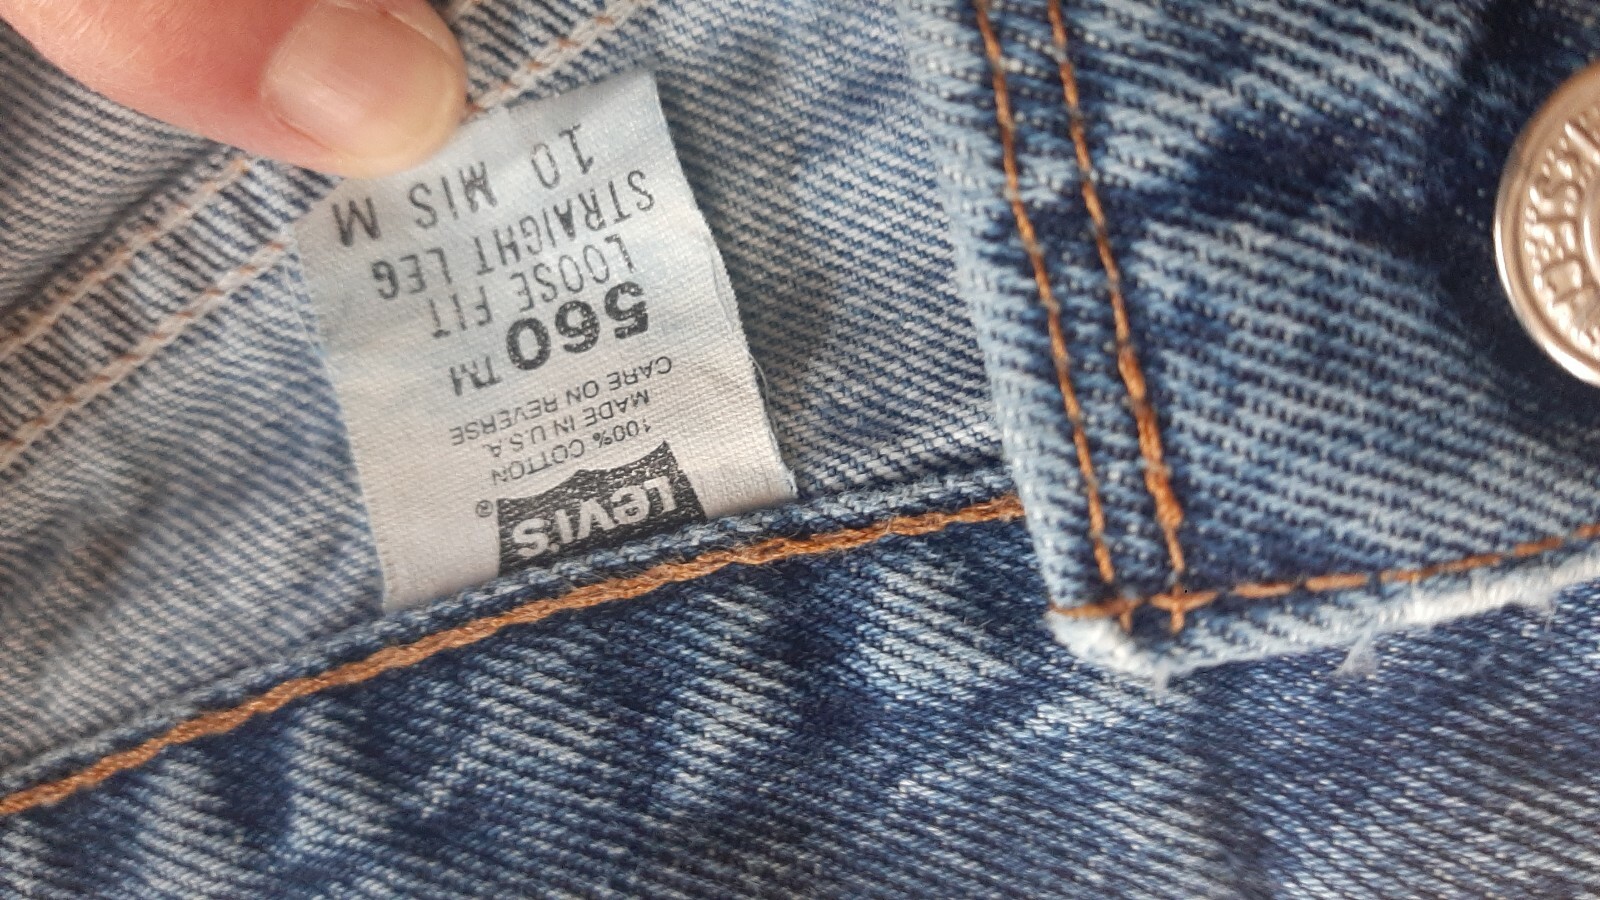 Levi's ®
100% COTTON
MADE IN U.S.A.
CARE ON REVERSE
560 TM
LOOSE FIT
STRAIGHT LEG
10 MIS M